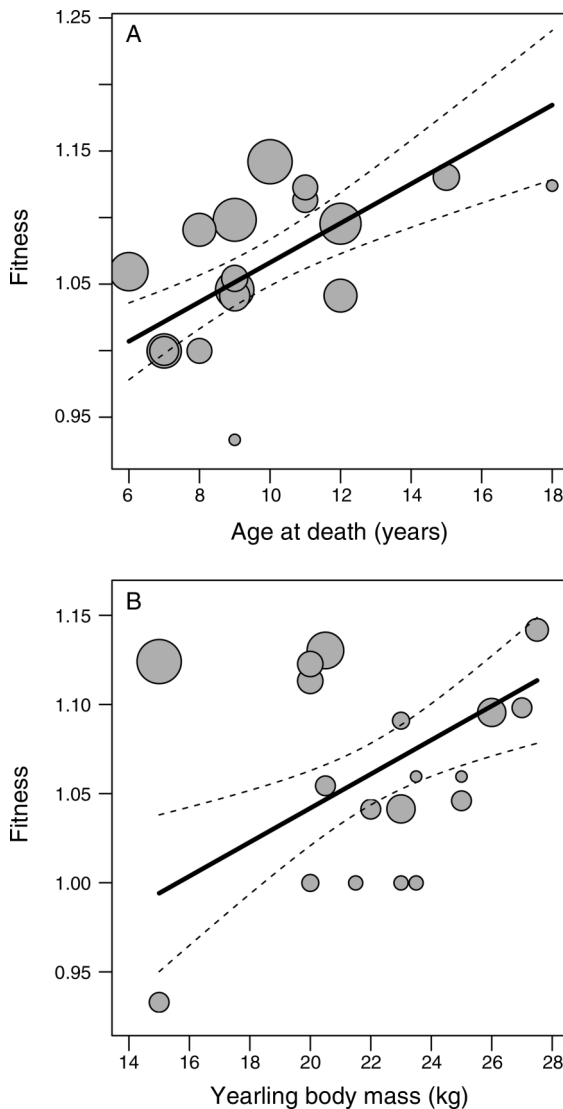 A
1.25
1.15
1.05
0.95
Fitness
6 8 10 12 14 16 18
Age at death (years)
B
1.15
1.10
1.05
1.00
0.95
Fitness
14 16 18 20 22 24 26 28
Yearling body mass (kg)